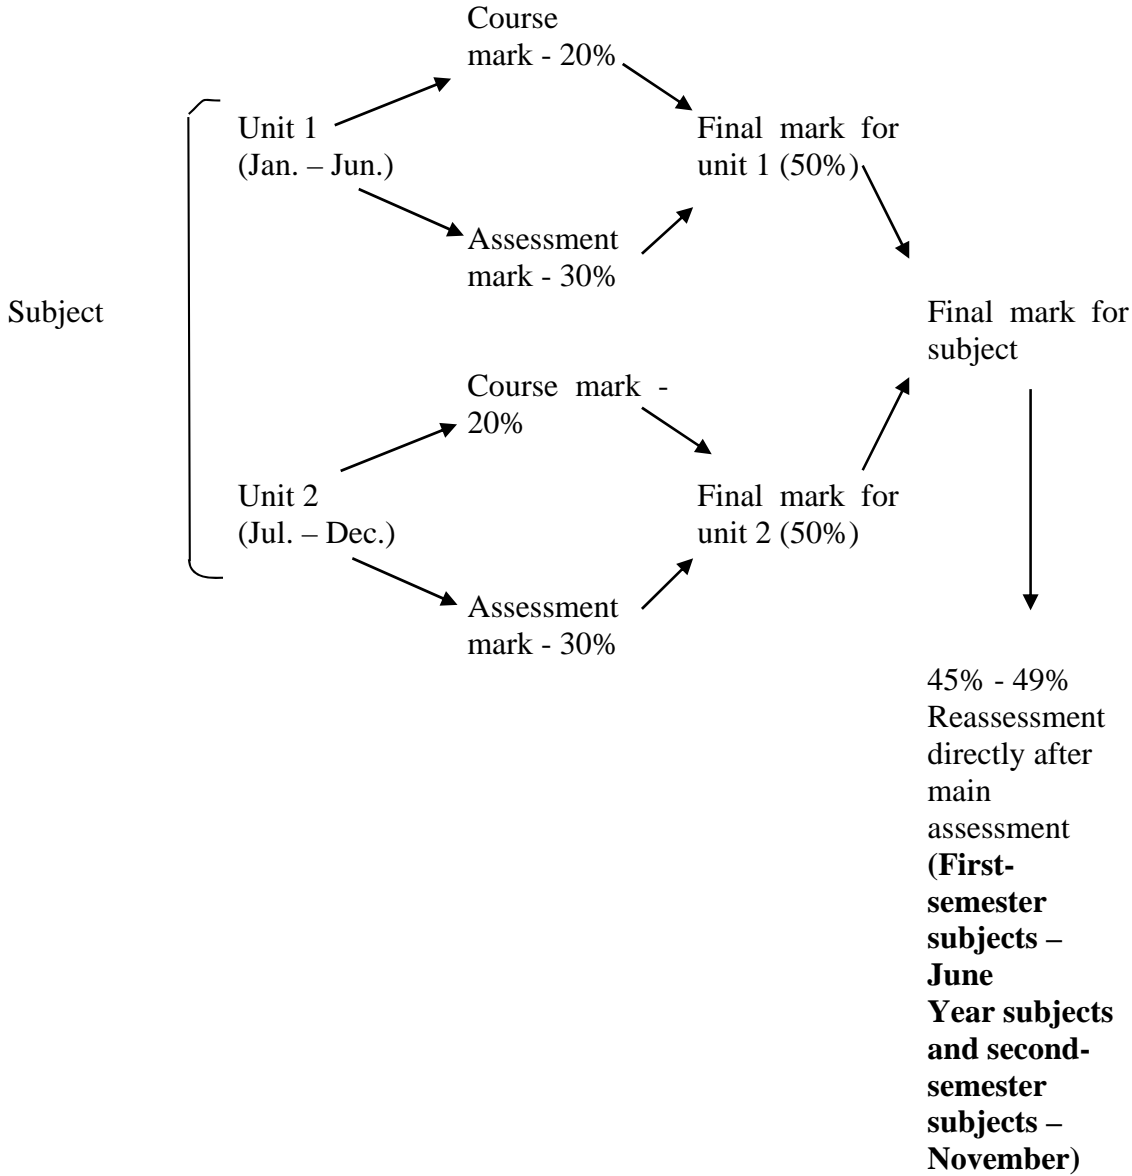 Course
mark - 20%
Unit 1
(Jan. – Jun.)
Final mark for
unit 1 (50%)
Assessment
mark - 30%
Subject
Final mark for
subject
Course mark -
20%
Unit 2
(Jul. – Dec.)
Final mark for
unit 2 (50%)
Assessment
mark - 30%
45% - 49%
Reassessment
directly after
main
assessment
(First-
semester
subjects –
June
Year subjects
and second-
semester
subjects –
November)